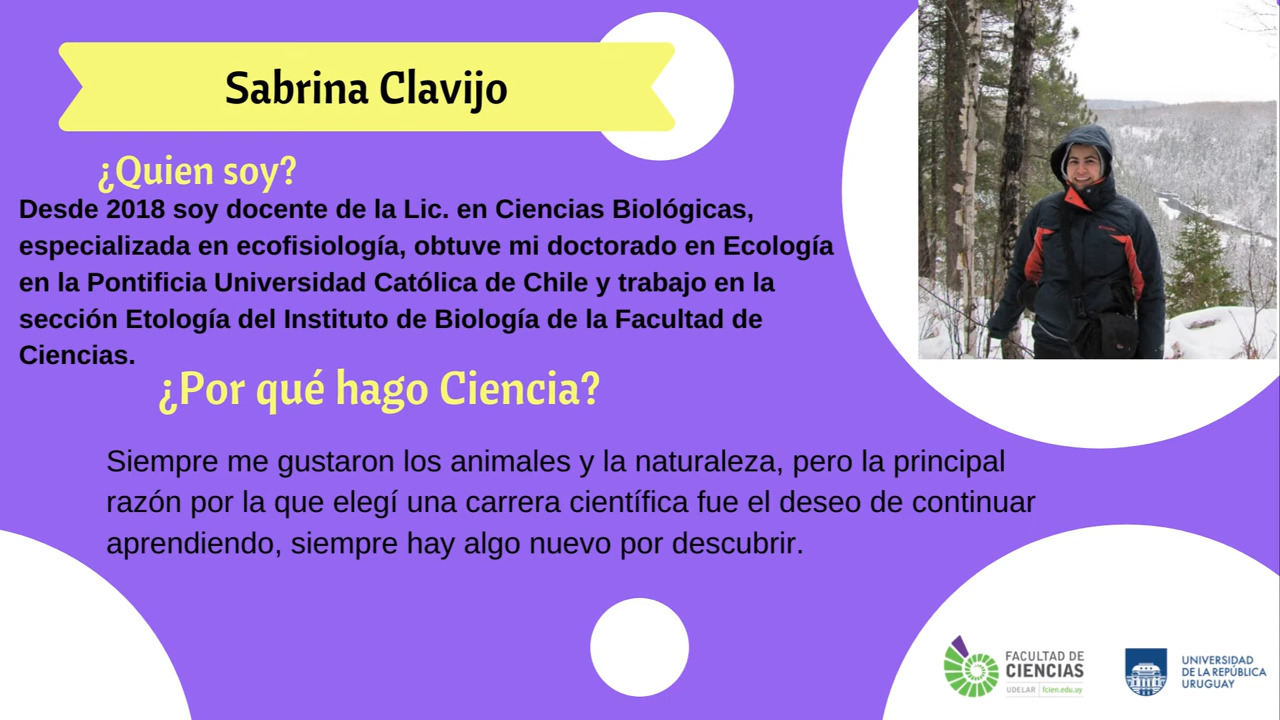 Sabrina Clavijo
¿Quien soy?
Desde 2018 soy docente de la Lic. en Ciencias Biológicas,
especializada en ecofisiología, obtuve mi doctorado en Ecología
en la Pontificia Universidad Católica de Chile y trabajo en la
sección Etología del Instituto de Biología de la Facultad de
Ciencias.
¿Por qué hago Ciencia?
Siempre me gustaron los animales y la naturaleza, pero la principal
razón por la que elegí una carrera científica fue el deseo de continuar
aprendiendo, siempre hay algo nuevo por descubrir.
FACULTAD DE
CIENCIAS
UDELAR | fcien.edu.uy
UNIVERSIDAD
DE LA REPÚBLICA
URUGUAY